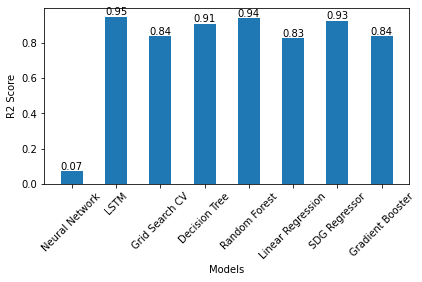 R2 Score
0.8
0.6
0.4
0.2
0.0
0.07
0.95
0.84
0.91
0.94
0.83
0.93
0.84
Neural Network
LSTM
Grid Search CV
Decision Tree
Random Forest
Linear Regression
SDG Regressor
Gradient Booster
Models